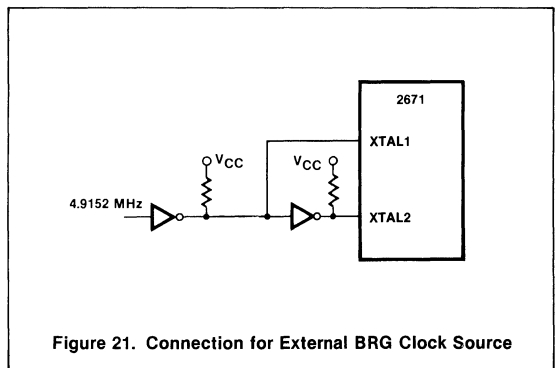 2671
XTAL1
VCC
VCC
4.9152 MHz
XTAL2
Figure 21. Connection for External BRG Clock Source